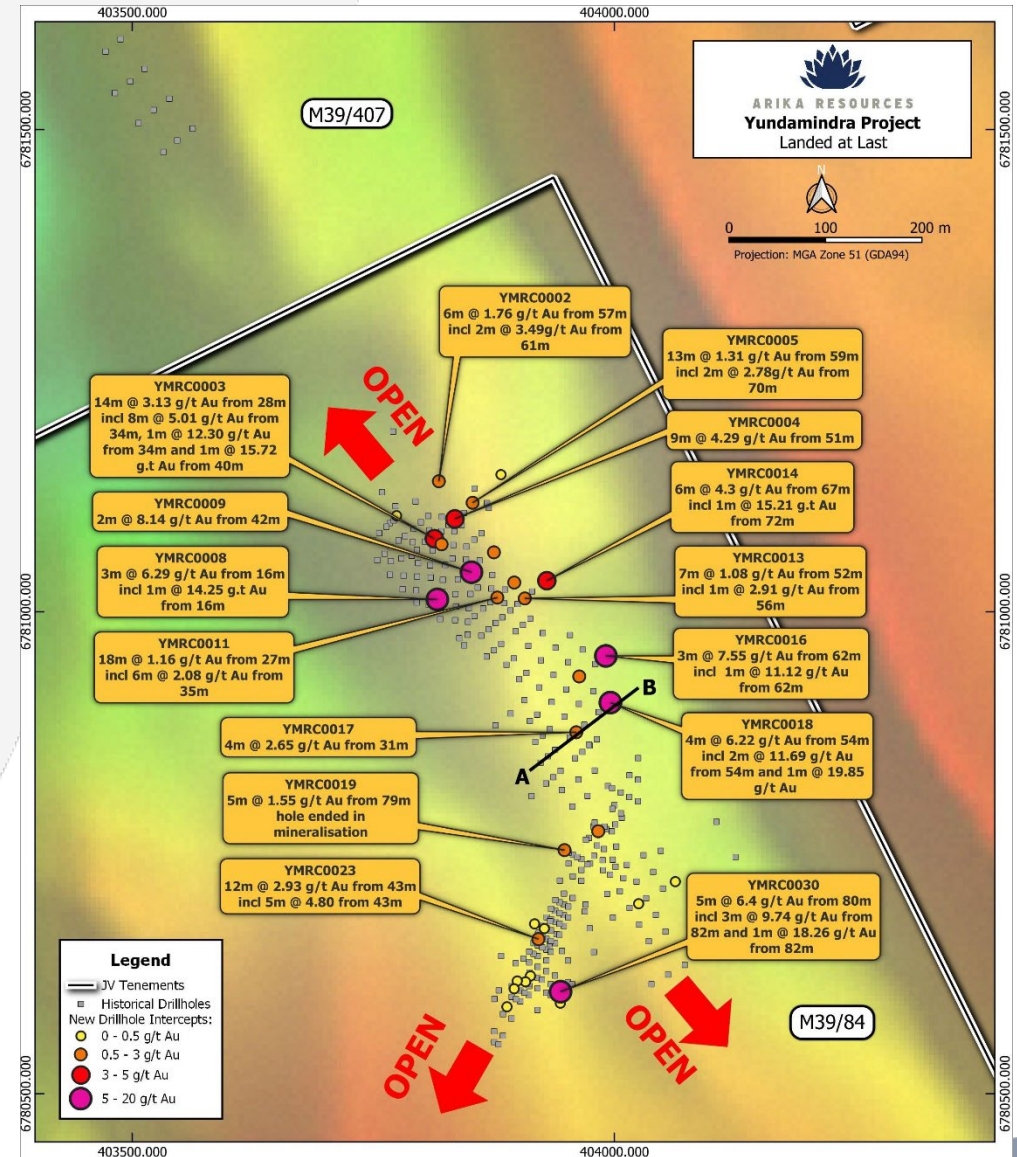 403500.000
404000.000
6781500.000
6781500.000
M39/407
ARIKA RESOURCES
Yundamindra Project
Landed at Last
N
0 100 200 m
Projection: MGA Zone 51 (GDA94)
YMRC0002
6m @ 1.76 g/t Au from 57m
incl 2m @ 3.49g/t Au from
61m
YMRC0005
13m @ 1.31 g/t Au from 59m
incl 2m @ 2.78g/t Au from
70m
OPEN
YMRC0003
14m @ 3.13 g/t Au from 28m
incl 8m @ 5.01 g/t Au from
34m, 1m @ 12.30 g/t Au
from 34m and 1m @ 15.72
g.t Au from 40m
YMRC0004
9m @ 4.29 g/t Au from 51m
YMRC0014
6m @ 4.3 g/t Au from 67m
incl 1m @ 15.21 g.t Au
from 72m
YMRC0009
2m @ 8.14 g/t Au from 42m
YMRC0008
3m @ 6.29 g/t Au from 16m
incl 1m @ 14.25 g.t Au
from 16m
YMRC0013
7m @ 1.08 g/t Au from 52m
incl 1m @ 2.91 g/t Au from
56m
6781000.000
6781000.000
YMRC0011
18m @ 1.16 g/t Au from 27m
incl 6m @ 2.08 g/t Au from
35m
YMRC0016
3m @ 7.55 g/t Au from 62m
incl 1m @ 11.12 g/t Au
from 62m
B
YMRC0017
4m @ 2.65 g/t Au from 31m
YMRC0018
4m @ 6.22 g/t Au from 54m
incl 2m @ 11.69 g/t Au
from 54m and 1m @ 19.85
g/t Au
A
YMRC0019
5m @ 1.55 g/t Au from 79m
hole ended in
mineralisation
YMRC0023
12m @ 2.93 g/t Au from 43m
incl 5m @ 4.80 from 43m
YMRC0030
5m @ 6.4 g/t Au from 80m
incl 3m @ 9.74 g/t Au from
82m and 1m @ 18.26 g/t Au
from 82m
Legend
JV Tenements
Historical Drillholes
New Drillhole Intercepts:
0 - 0.5 g/t Au
0.5 - 3 g/t Au
3 - 5 g/t Au
5 - 20 g/t Au
OPEN
OPEN
M39/84
6780500.000
6780500.000
403500.000
404000.000